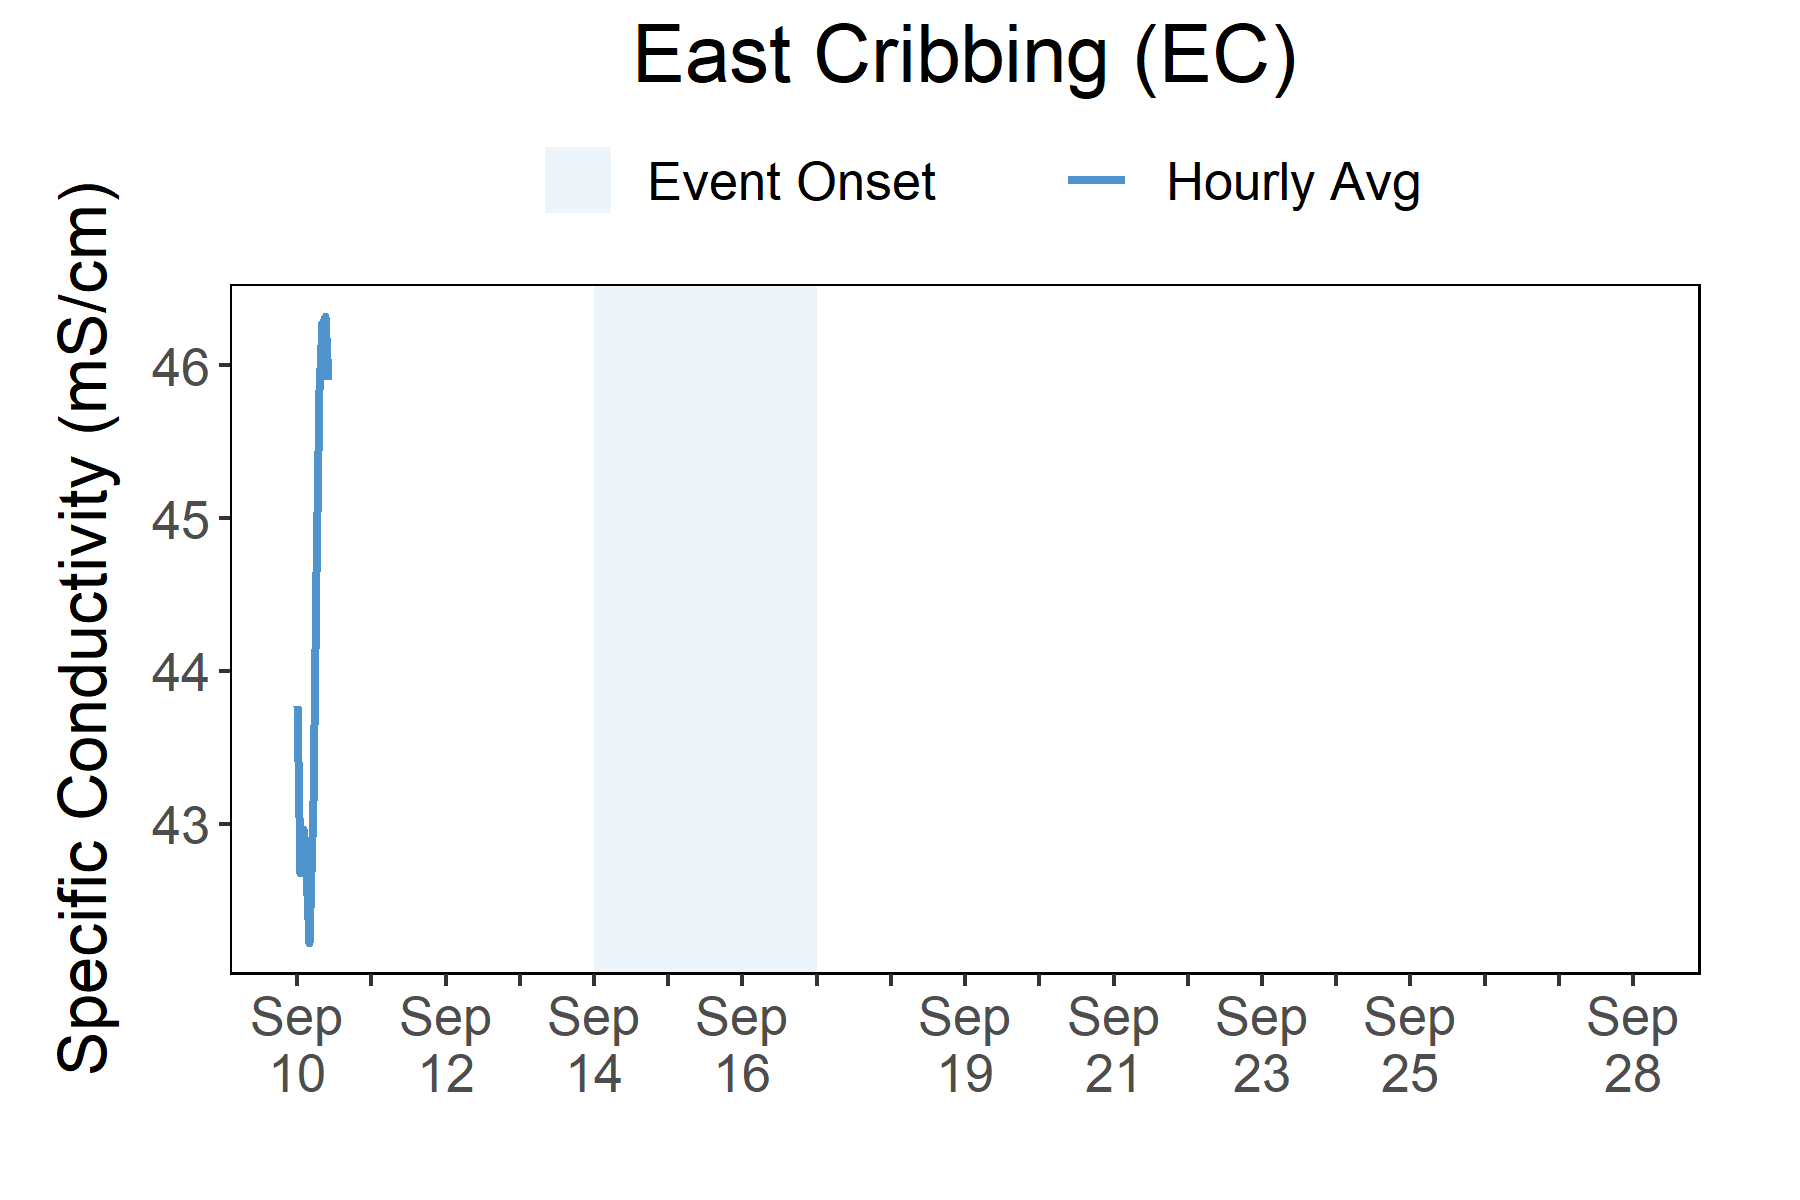 East Cribbing (EC)
Event Onset
Hourly Avg
Specific Conductivity (mS/cm)
46
45
44
43
Sep 10
Sep 12
Sep 14
Sep 16
Sep 19
Sep 21
Sep 23
Sep 25
Sep 28